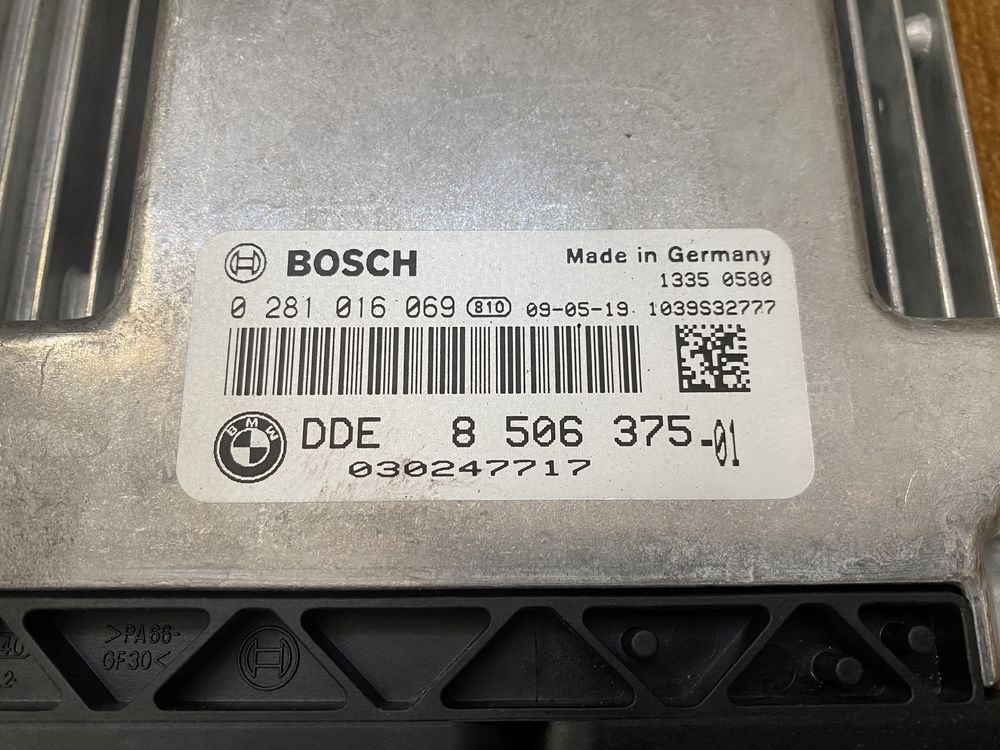 BOSCH
Made in Germany
1335 0580
0 281 016 069 810 09-05-19 1039S32777
BMW
DDE 8 506 375-01
030247717
>PA66-
GF30<